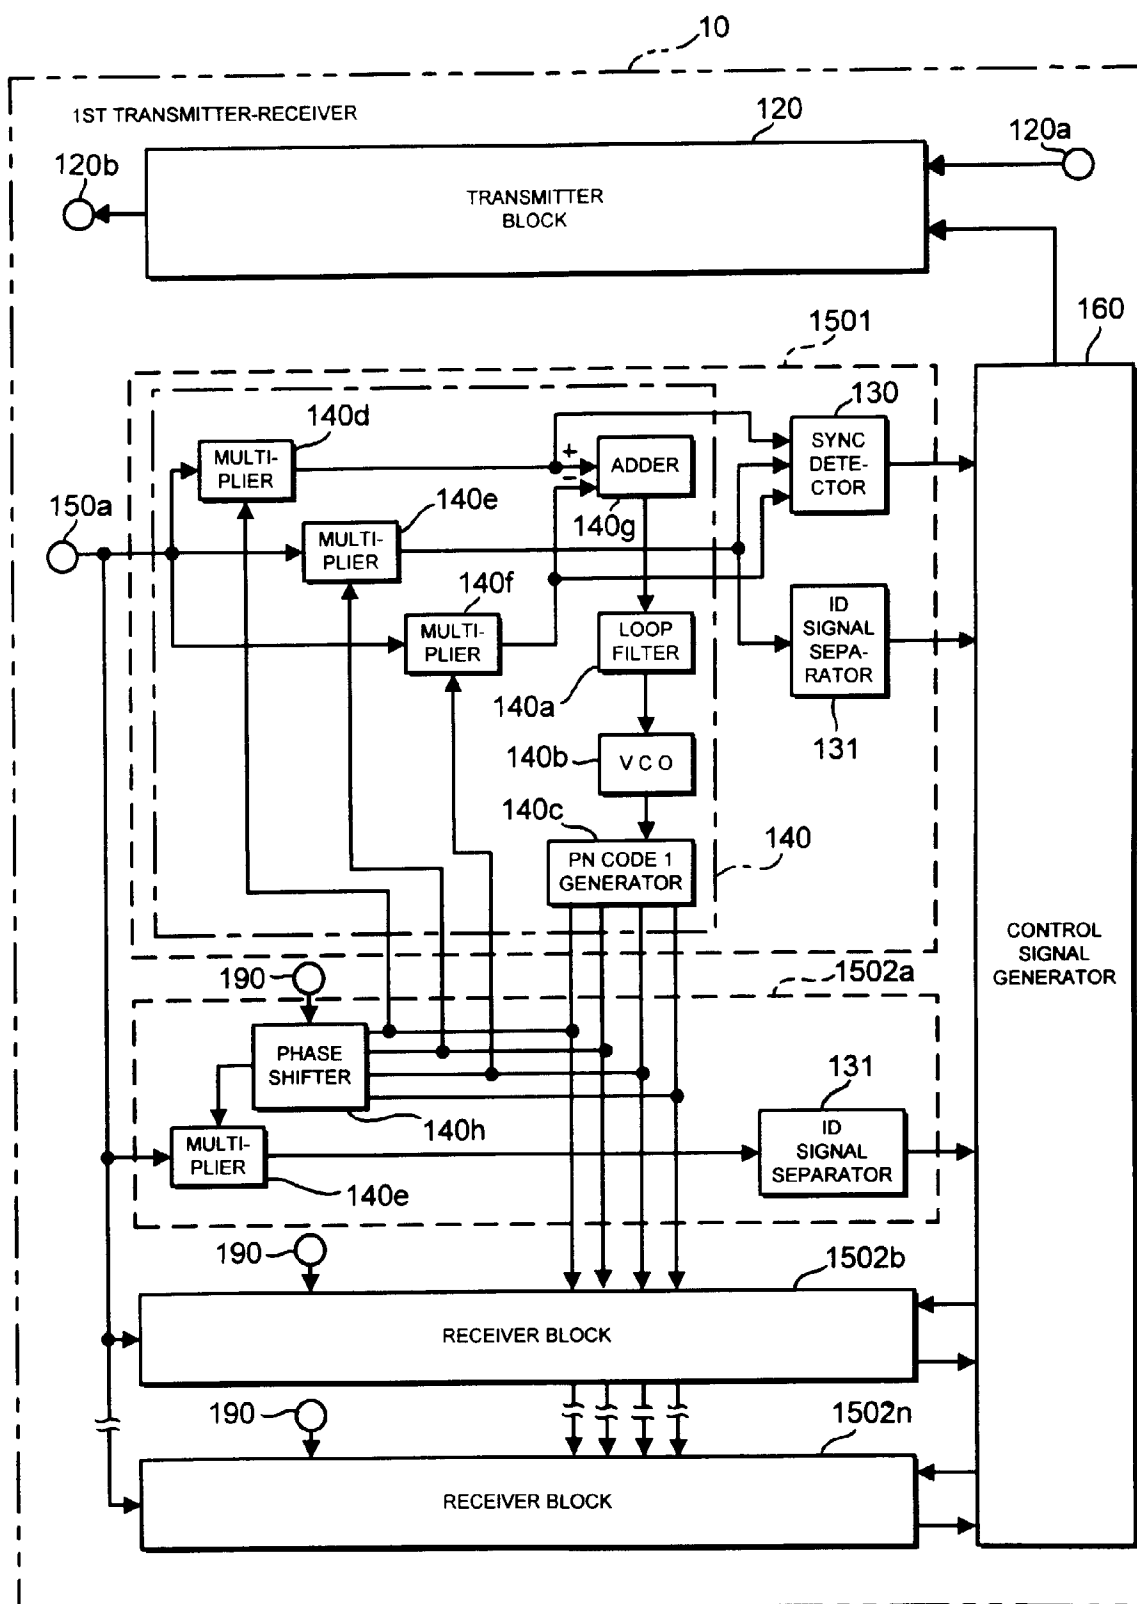 10
1ST TRANSMITTER-RECEIVER
120
120a
120b
TRANSMITTER
BLOCK
160
1501
130
140d
MULTI-
PLIER
+
−
ADDER
SYNC
DETE-
CTOR
150a
140e
140g
MULTI-
PLIER
140f
MULTI-
PLIER
LOOP
FILTER
ID
SIGNAL
SEPA-
RATOR
140a
131
140b
V C O
140c
140
PN CODE 1
GENERATOR
CONTROL
SIGNAL
GENERATOR
190
1502a
PHASE
SHIFTER
131
140h
MULTI-
PLIER
ID
SIGNAL
SEPARATOR
140e
190
1502b
RECEIVER BLOCK
190
1502n
RECEIVER BLOCK